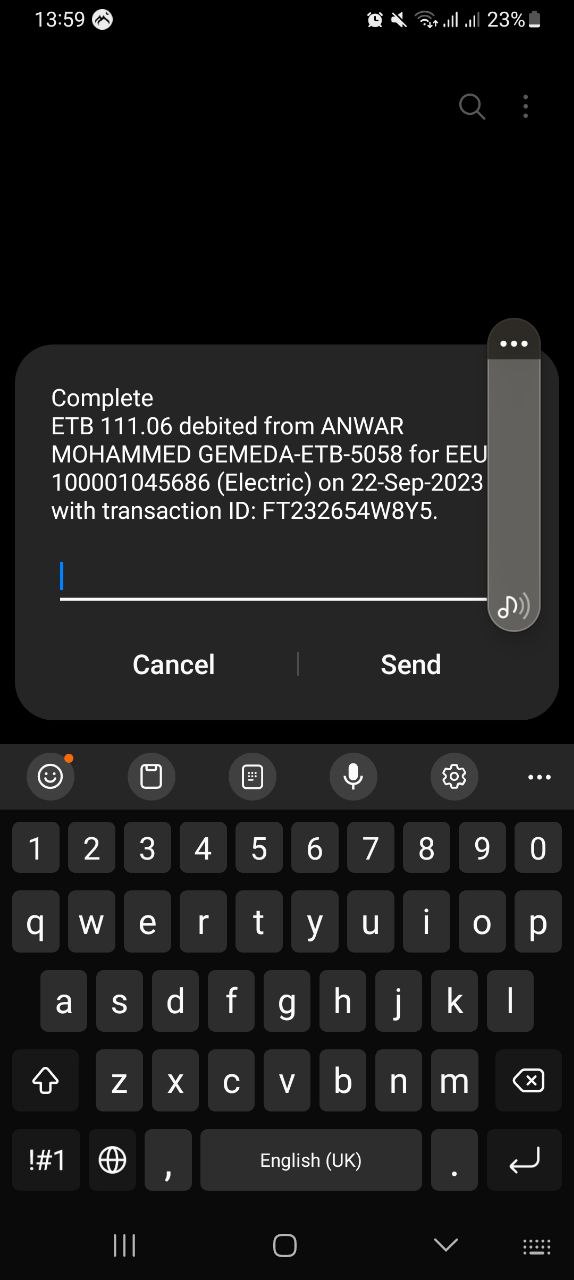 13:59
23%
Complete
ETB 111.06 debited from ANWAR
MOHAMMED GEMEDA-ETB-5058 for EEU
100001045686 (Electric) on 22-Sep-2023
with transaction ID: FT232654W8Y5.
Cancel
Send
1 2 3 4 5 6 7 8 9 0
q w e r t y u i o p
a s d f g h j k l
z x c v b n m
!#1 , English (UK) .